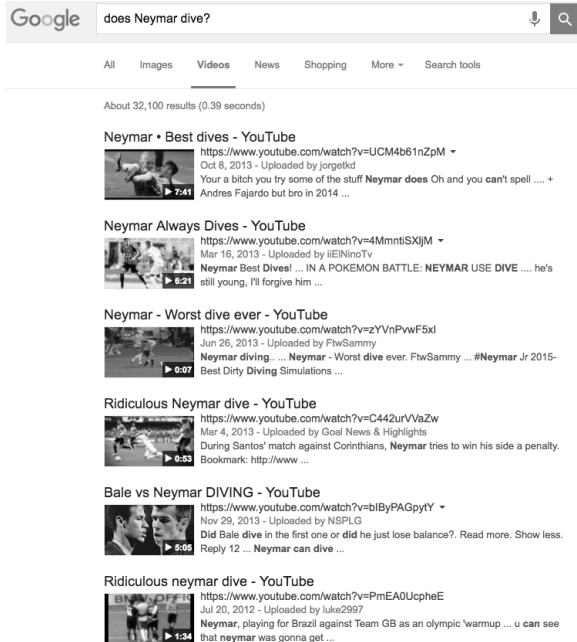 Google
does Neymar dive?
All Images Videos News Shopping More Search tools
About 32,100 results (0.39 seconds)
Neymar • Best dives - YouTube
https://www.youtube.com/watch?v=UCM4b61nZpM
Oct 8, 2013 - Uploaded by jorgetkd
Your a bitch you try some of the stuff Neymar does Oh and you can't spell .... +
Andres Fajardo but bro in 2014 ...
7:41
Neymar Always Dives - YouTube
https://www.youtube.com/watch?v=4MmntiSXljM
Mar 16, 2013 - Uploaded by iiElNinoTv
Neymar Best Dives! ... IN A POKEMON BATTLE: NEYMAR USE DIVE .... he's
still young, I'll forgive him ...
6:21
Neymar - Worst dive ever - YouTube
https://www.youtube.com/watch?v=zYVnPvwF5xI
Jun 26, 2013 - Uploaded by FtwSammy
Neymar diving.. ... Neymar - Worst dive ever. FtwSammy ... #Neymar Jr 2015-
Best Dirty Diving Simulations ...
0:07
Ridiculous Neymar dive - YouTube
https://www.youtube.com/watch?v=C442urVVaZw
Mar 4, 2013 - Uploaded by Goal News & Highlights
During Santos' match against Corinthians, Neymar tries to win his side a penalty.
Bookmark: http://www ...
0:53
Bale vs Neymar DIVING - YouTube
https://www.youtube.com/watch?v=bIByPAGpytY
Nov 29, 2013 - Uploaded by NSPLG
Did Bale dive in the first one or did he just lose balance?. Read more. Show less.
Reply 12 ... Neymar can dive ...
5:05
Ridiculous neymar dive - YouTube
https://www.youtube.com/watch?v=PmEA0UcpheE
Jul 20, 2012 - Uploaded by luke2997
Neymar, playing for Brazil against Team GB as an olympic 'warmup ... u can see
that neymar was gonna get ...
1:34